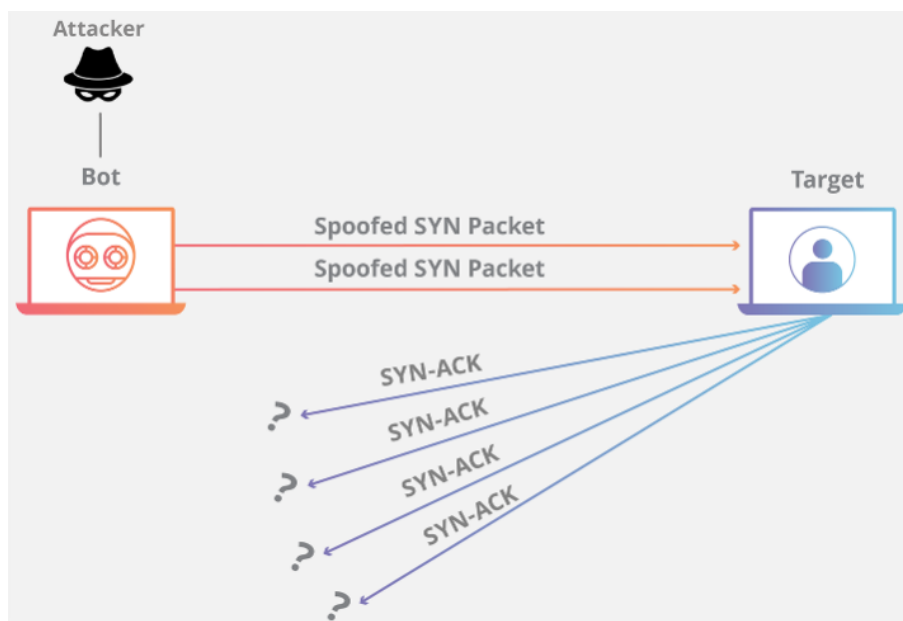 Attacker
Bot
Target
Spoofed SYN Packet
Spoofed SYN Packet
SYN-ACK
?
SYN-ACK
?
SYN-ACK
?
SYN-ACK
?